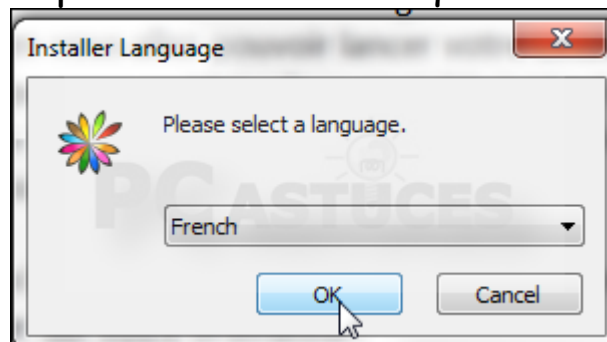 Installer Language
Please select a language.
PC ASTUCES
French
OK
Cancel